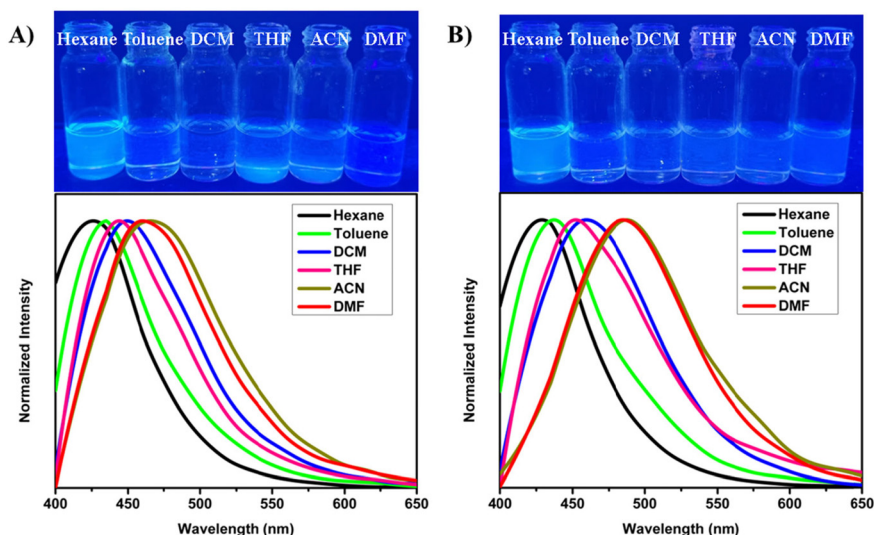 A)
Hexane Toluene DCM THF ACN DMF
Normalized Intensity
Hexane
Toluene
DCM
THF
ACN
DMF
400 450 500 550 600 650
Wavelength (nm)
B)
Hexane Toluene DCM THF ACN DMF
Normalized Intensity
Hexane
Toluene
DCM
THF
ACN
DMF
400 450 500 550 600 650
Wavelength (nm)